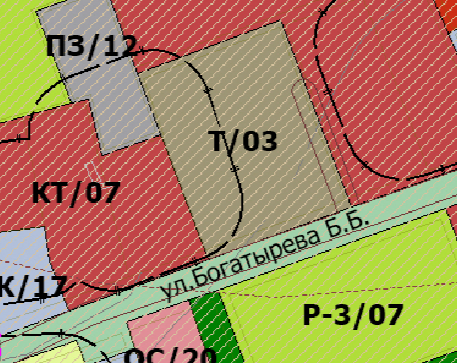 ПЗ/12
Т/03
КТ/07
К/17
ул.Богатырева Б.Б.
Р-3/07
ОС/20